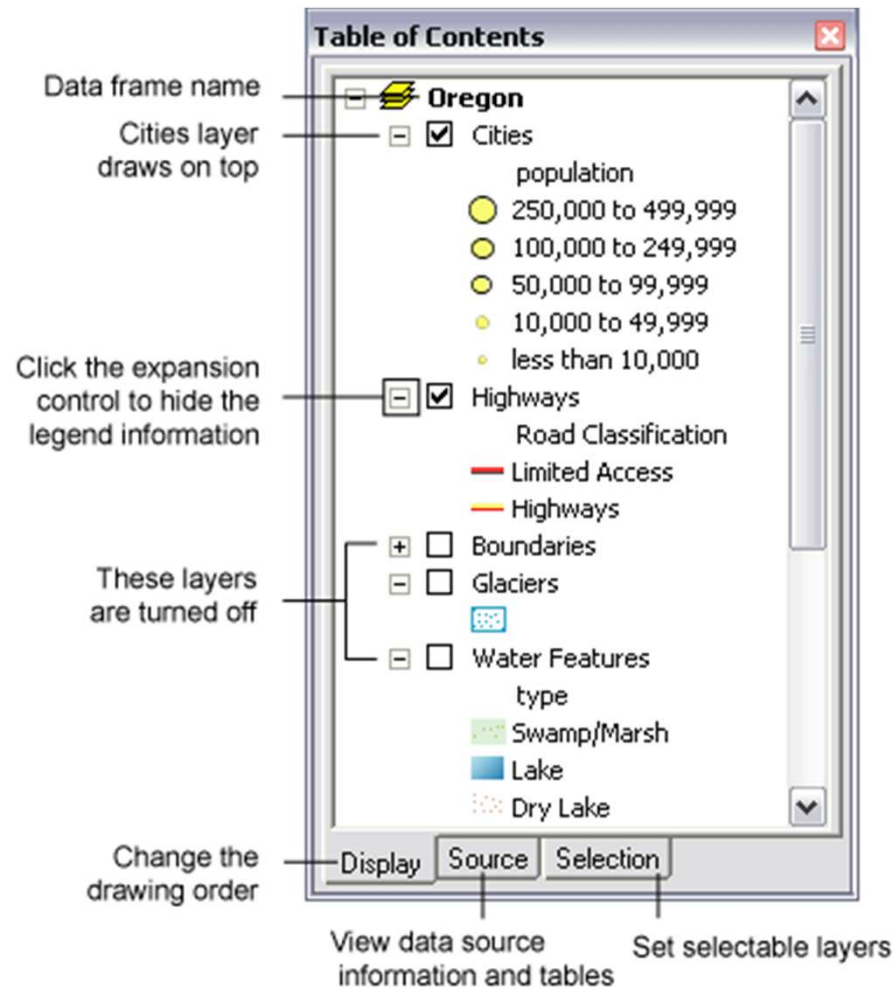 Table of Contents
Data frame name
Oregon
Cities layer
draws on top
Cities
population
250,000 to 499,999
100,000 to 249,999
50,000 to 99,999
10,000 to 49,999
less than 10,000
Click the expansion
control to hide the
legend information
Highways
Road Classification
Limited Access
Highways
These layers
are turned off
Boundaries
Glaciers
Water Features
type
Swamp/Marsh
Lake
Dry Lake
Change the
drawing order
Display Source Selection
View data source
information and tables
Set selectable layers